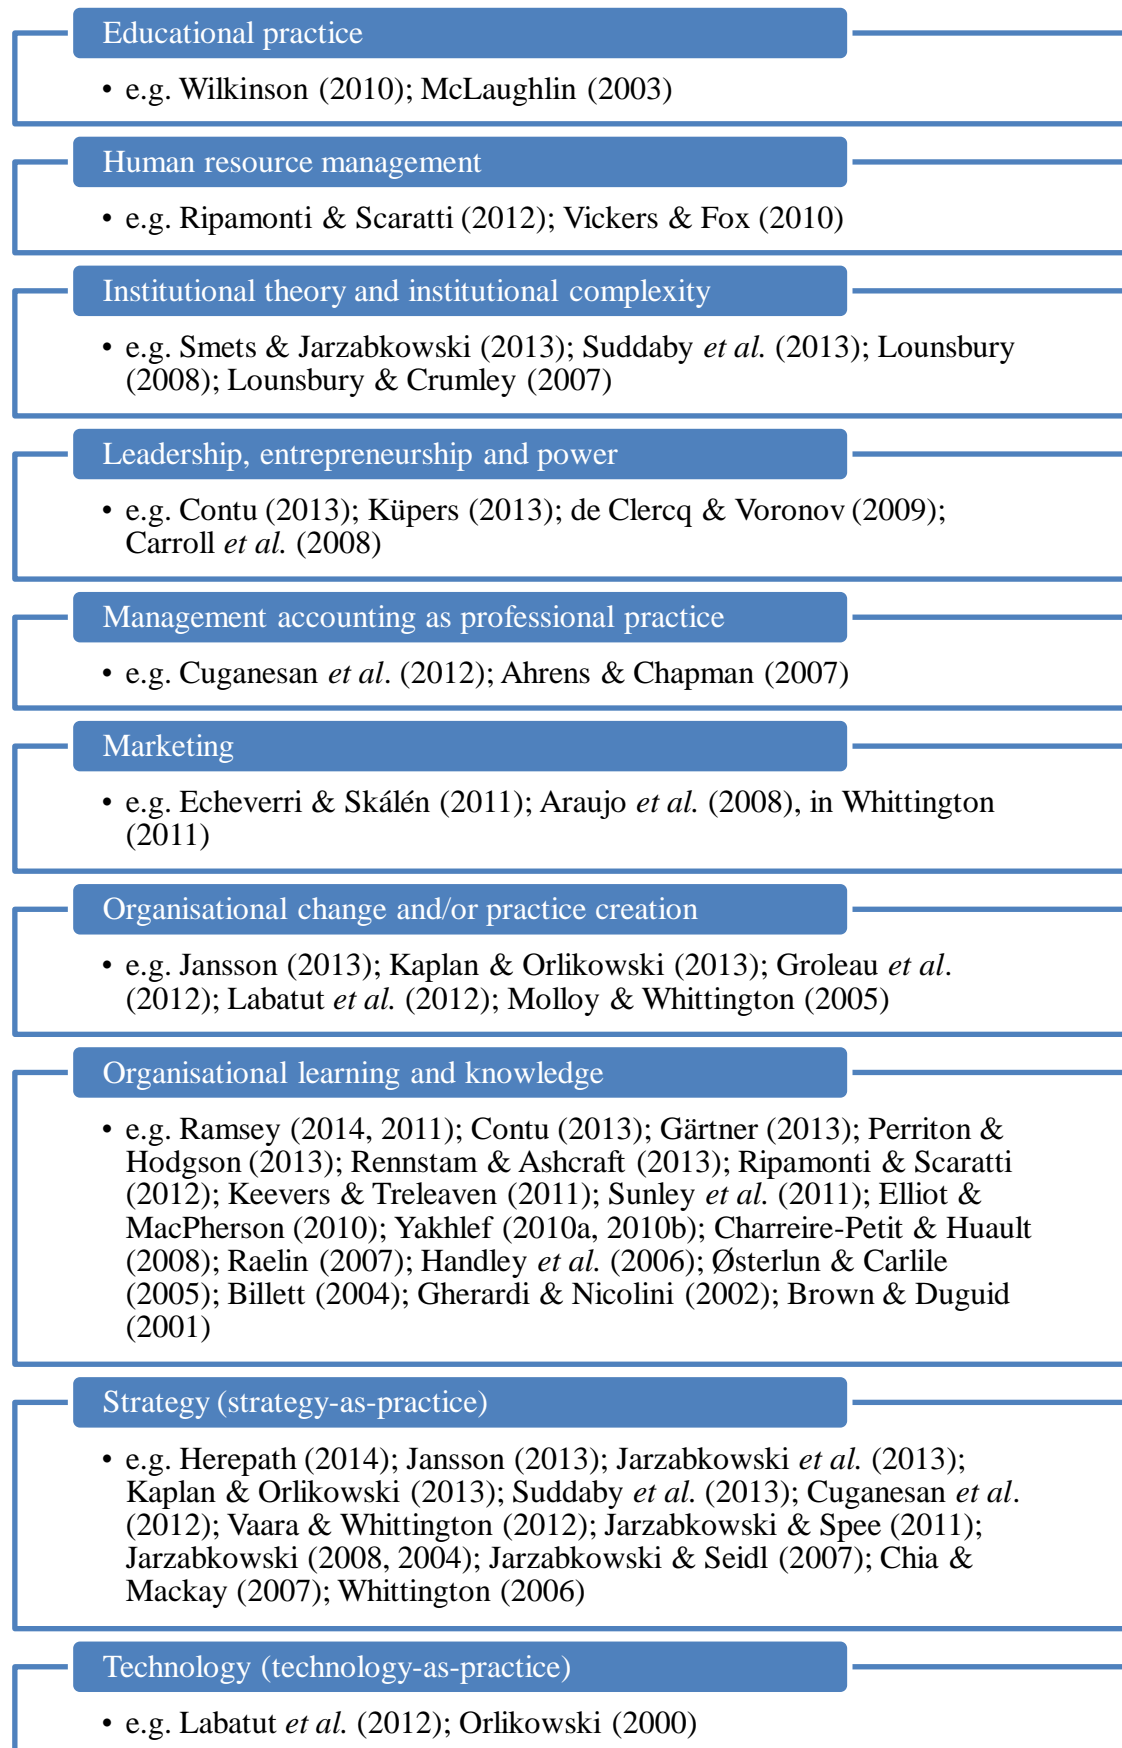 Educational practice
• e.g. Wilkinson (2010); McLaughlin (2003)
Human resource management
• e.g. Ripamonti & Scaratti (2012); Vickers & Fox (2010)
Institutional theory and institutional complexity
• e.g. Smets & Jarzabkowski (2013); Suddaby et al. (2013); Lounsbury
(2008); Lounsbury & Crumley (2007)
Leadership, entrepreneurship and power
• e.g. Contu (2013); Küpers (2013); de Clercq & Voronov (2009);
Carroll et al. (2008)
Management accounting as professional practice
• e.g. Cuganesan et al. (2012); Ahrens & Chapman (2007)
Marketing
• e.g. Echeverri & Skálén (2011); Araujo et al. (2008), in Whittington
(2011)
Organisational change and/or practice creation
• e.g. Jansson (2013); Kaplan & Orlikowski (2013); Groleau et al.
(2012); Labatut et al. (2012); Molloy & Whittington (2005)
Organisational learning and knowledge
• e.g. Ramsey (2014, 2011); Contu (2013); Gärtner (2013); Perriton &
Hodgson (2013); Rennstam & Ashcraft (2013); Ripamonti & Scaratti
(2012); Keevers & Treleaven (2011); Sunley et al. (2011); Elliot &
MacPherson (2010); Yakhlef (2010a, 2010b); Charreire-Petit & Huault
(2008); Raelin (2007); Handley et al. (2006); Østerlun & Carlile
(2005); Billett (2004); Gherardi & Nicolini (2002); Brown & Duguid
(2001)
Strategy (strategy-as-practice)
• e.g. Herepath (2014); Jansson (2013); Jarzabkowski et al. (2013);
Kaplan & Orlikowski (2013); Suddaby et al. (2013); Cuganesan et al.
(2012); Vaara & Whittington (2012); Jarzabkowski & Spee (2011);
Jarzabkowski (2008, 2004); Jarzabkowski & Seidl (2007); Chia &
Mackay (2007); Whittington (2006)
Technology (technology-as-practice)
• e.g. Labatut et al. (2012); Orlikowski (2000)